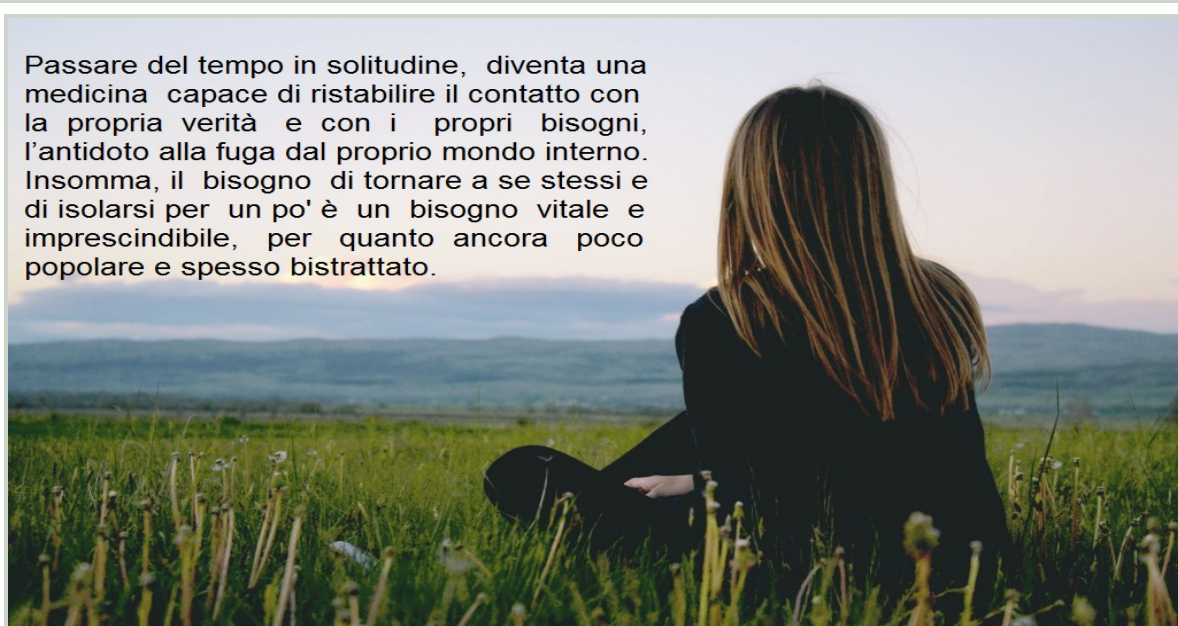 Passare del tempo in solitudine, diventa una
medicina capace di ristabilire il contatto con
la propria verità e con i propri bisogni,
l’antidoto alla fuga dal proprio mondo interno.
Insomma, il bisogno di tornare a se stessi e
di isolarsi per un po' è un bisogno vitale e
imprescindibile, per quanto ancora poco
popolare e spesso bistrattato.